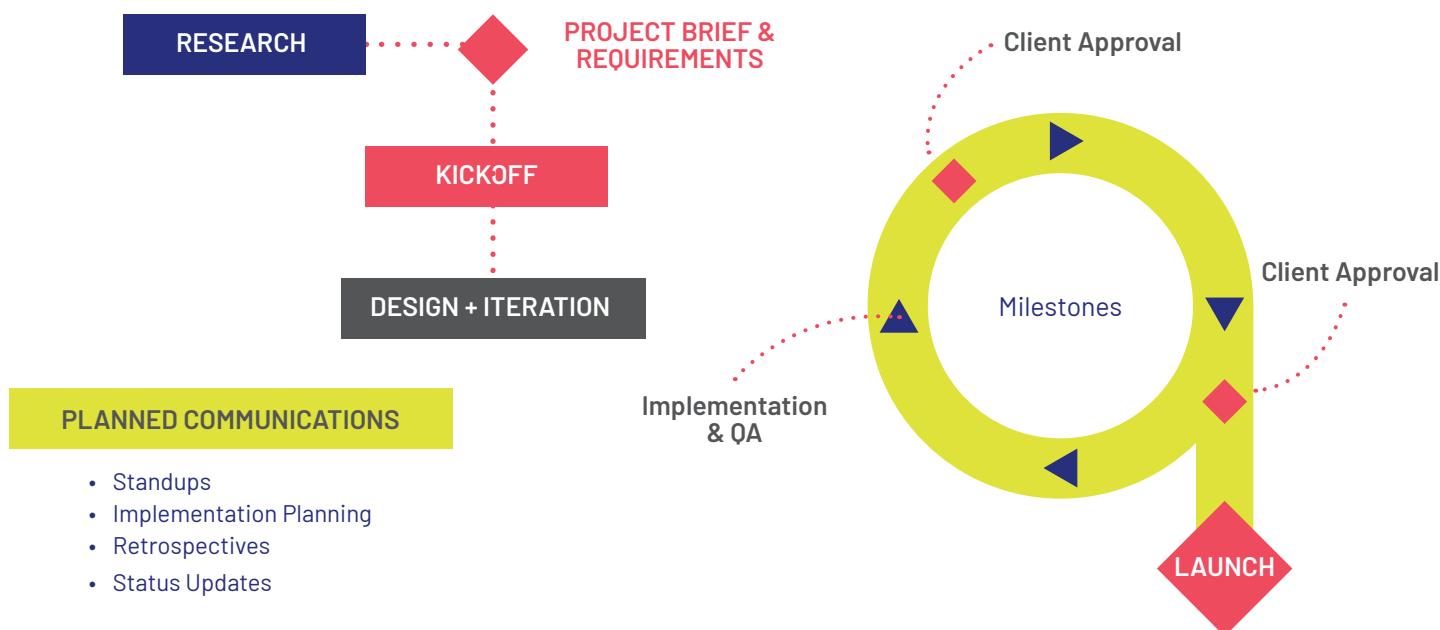 RESEARCH
PROJECT BRIEF &
REQUIREMENTS
KICKOFF
DESIGN + ITERATION
PLANNED COMMUNICATIONS
• Standups
• Implementation Planning
• Retrospectives
• Status Updates
Client Approval
Client Approval
Milestones
Implementation
& QA
LAUNCH